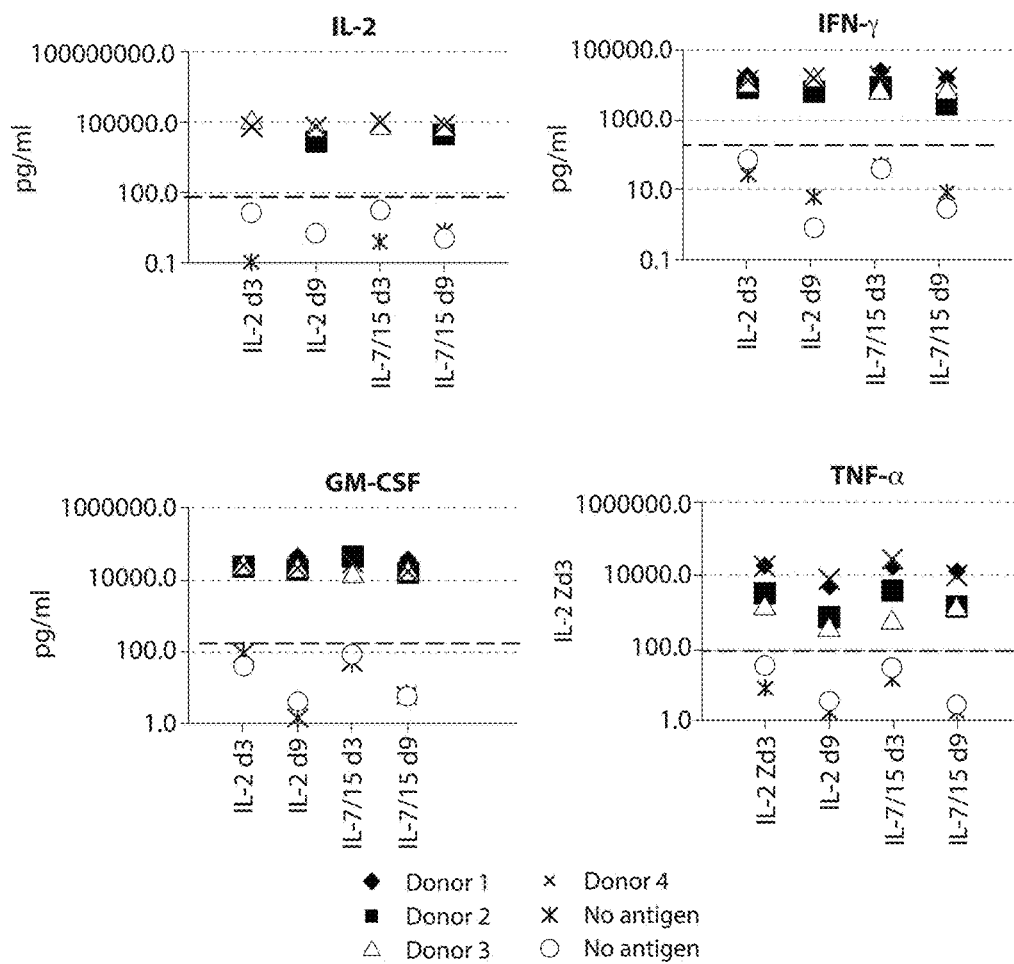 IL-2
100000000.0
100000.0
100.0
0.1
pg/ml
IL-2 d3
IL-2 d9
IL-7/15 d3
IL-7/15 d9
IFN-γ
100000.0
1000.0
10.0
0.1
pg/ml
IL-2 d3
IL-2 d9
IL-7/15 d3
IL-7/15 d9
GM-CSF
1000000.0
10000.0
100.0
1.0
pg/ml
IL-2 d3
IL-2 d9
IL-7/15 d3
IL-7/15 d9
TNF-α
1000000.0
10000.0
100.0
1.0
IL-2 Zd3
IL-2 Zd3
IL-2 d9
IL-7/15 d3
IL-7/15 d9
Donor 1
Donor 2
Donor 3
Donor 4
No antigen
No antigen